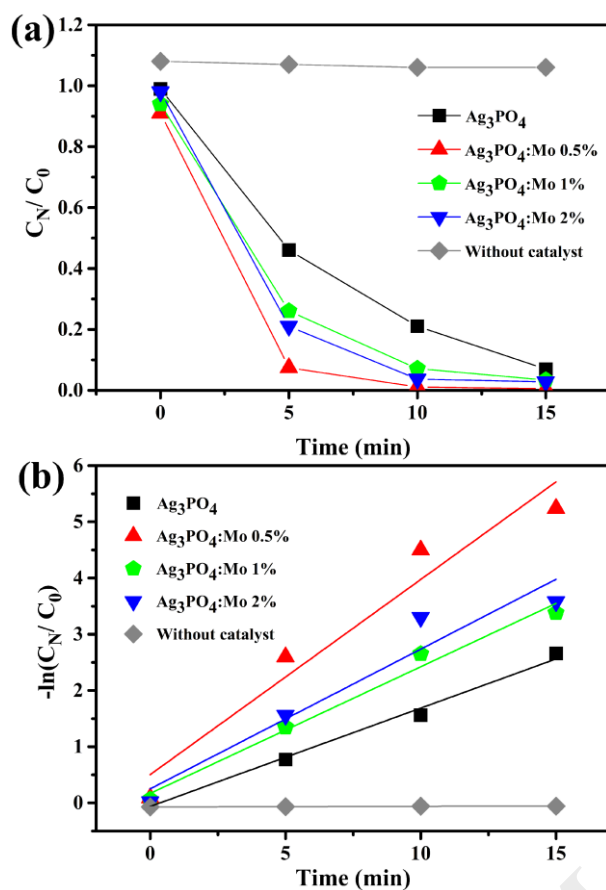 (a)
1.2
1.0
0.8
0.6
0.4
0.2
0.0
C_N/ C_0
Ag₃PO₄
Ag₃PO₄:Mo 0.5%
Ag₃PO₄:Mo 1%
Ag₃PO₄:Mo 2%
Without catalyst
0 5 10 15
Time (min)
(b)
6
5
4
3
2
1
0
-ln(C_N/ C_0)
Ag₃PO₄
Ag₃PO₄:Mo 0.5%
Ag₃PO₄:Mo 1%
Ag₃PO₄:Mo 2%
Without catalyst
0 5 10 15
Time (min)